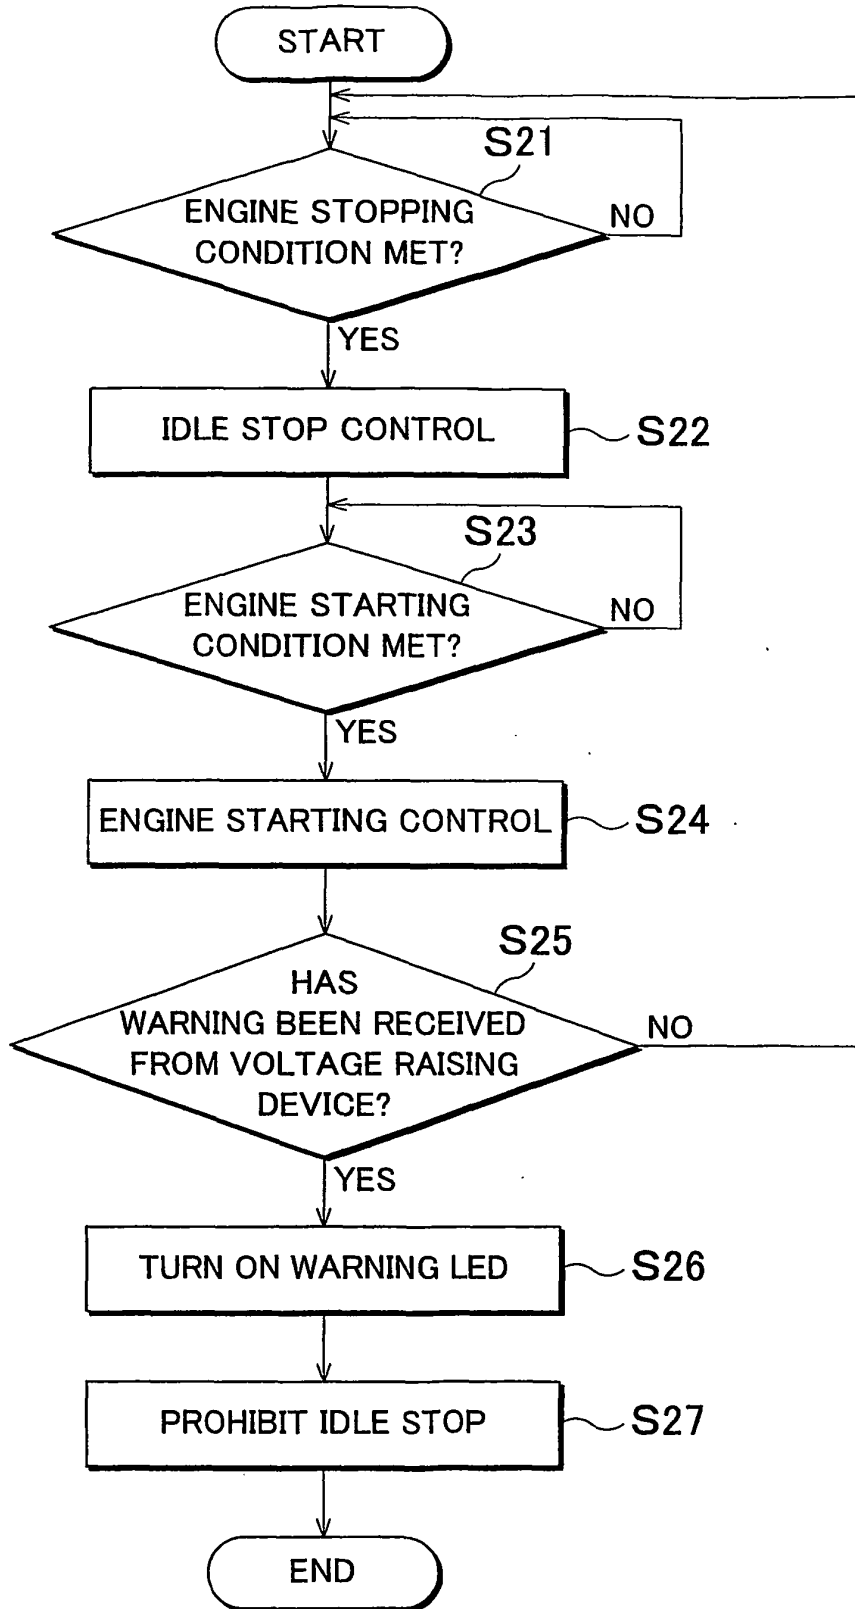 START
S21
ENGINE STOPPING
CONDITION MET?
NO
YES
IDLE STOP CONTROL
S22
S23
ENGINE STARTING
CONDITION MET?
NO
YES
ENGINE STARTING CONTROL
S24
S25
HAS
WARNING BEEN RECEIVED
FROM VOLTAGE RAISING
DEVICE?
NO
YES
TURN ON WARNING LED
S26
PROHIBIT IDLE STOP
S27
END